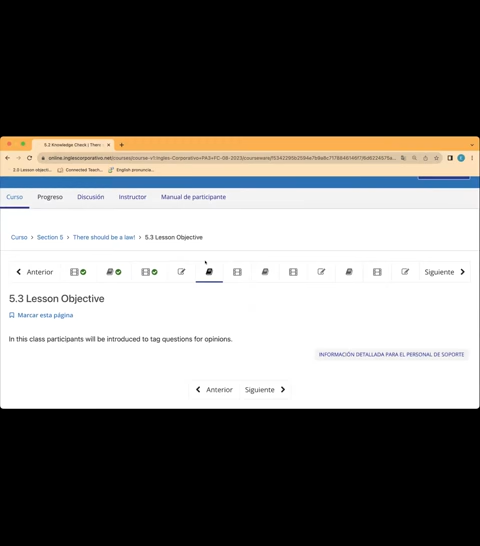 5.2 Knowledge Check | There
online.inglescorporativo.net/courses/course-v1:Ingles-Corporativo+PA3+FC-09-2023/courseware/
2.0 Lesson objecti...
Connected Teach...
English pronuncia...
Curso
Progreso
Discusión
Instructor
Manual de participante
Curso > Section 5 > There should be a law! > 5.3 Lesson Objective
Anterior
Siguiente
5.3 Lesson Objective
Marcar esta página
In this class participants will be introduced to tag questions for opinions.
INFORMACIÓN DETALLADA PARA EL PERSONAL DE SOPORTE
Anterior
Siguiente